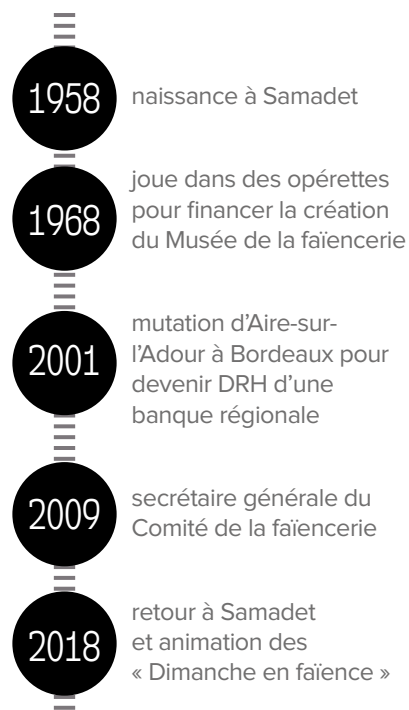 1958
naissance à Samadet
1968
joue dans des opérettes
pour financer la création
du Musée de la faïencerie
2001
mutation d'Aire-sur-
l'Adour à Bordeaux pour
devenir DRH d'une
banque régionale
2009
secrétaire générale du
Comité de la faïencerie
2018
retour à Samadet
et animation des
« Dimanche en faïence »